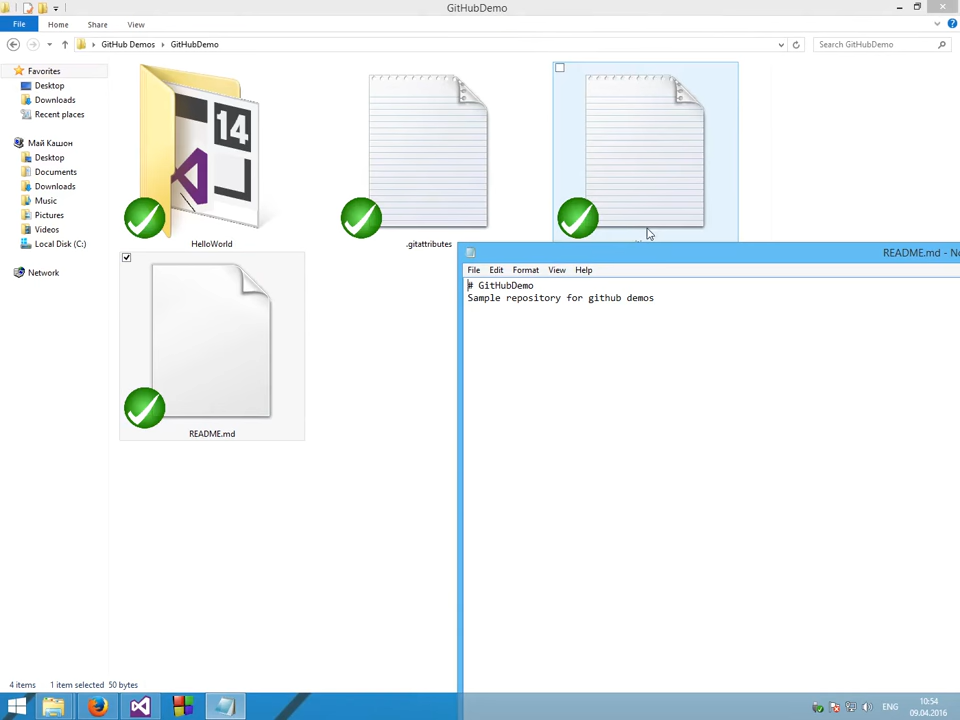 GitHubDemo
File
Home
Share
View
GitHub Demos
GitHubDemo
Search GitHubDemo
Favorites
Desktop
Downloads
Recent places
Май Кашон
Desktop
Documents
Downloads
Music
Pictures
Videos
Local Disk (C:)
Network
14
HelloWorld
.gitattributes
README.md
README.md - No
File Edit Format View Help
# GitHubDemo
Sample repository for github demos
4 items 1 item selected 50 bytes
ENG
10:54
09.04.2016